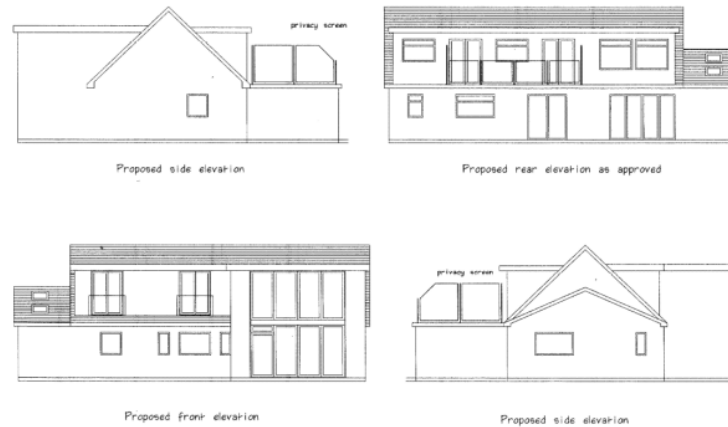 privacy screen
Proposed side elevation
Proposed rear elevation as approved
privacy screen
Proposed front elevation
Proposed side elevation